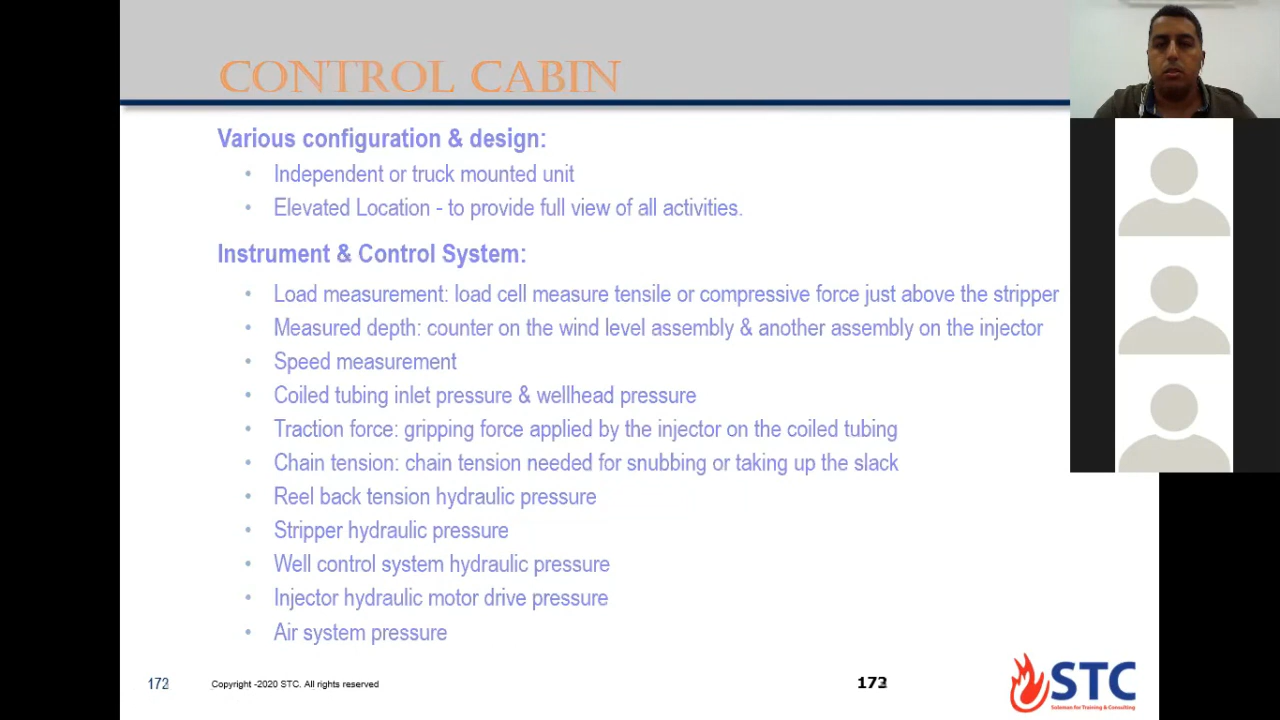 CONTROL CABIN
Various configuration & design:
• Independent or truck mounted unit
• Elevated Location - to provide full view of all activities.
Instrument & Control System:
• Load measurement: load cell measure tensile or compressive force just above the stripper
• Measured depth: counter on the wind level assembly & another assembly on the injector
• Speed measurement
• Coiled tubing inlet pressure & wellhead pressure
• Traction force: gripping force applied by the injector on the coiled tubing
• Chain tension: chain tension needed for snubbing or taking up the slack
• Reel back tension hydraulic pressure
• Stripper hydraulic pressure
• Well control system hydraulic pressure
• Injector hydraulic motor drive pressure
• Air system pressure
172 Copyright -2020 STC. All rights reserved
STC
Solomon for Training & Consulting